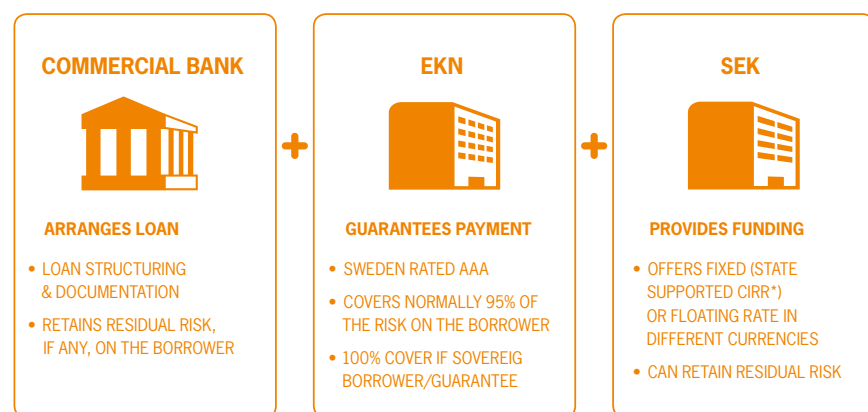 COMMERCIAL BANK
ARRANGES LOAN
• LOAN STRUCTURING
& DOCUMENTATION
• RETAINS RESIDUAL RISK,
IF ANY, ON THE BORROWER
+
EKN
GUARANTEES PAYMENT
• SWEDEN RATED AAA
• COVERS NORMALLY 95% OF
THE RISK ON THE BORROWER
• 100% COVER IF SOVEREIG
BORROWER/GUARANTEE
+
SEK
PROVIDES FUNDING
• OFFERS FIXED (STATE
SUPPORTED CIRR*)
OR FLOATING RATE IN
DIFFERENT CURRENCIES
• CAN RETAIN RESIDUAL RISK